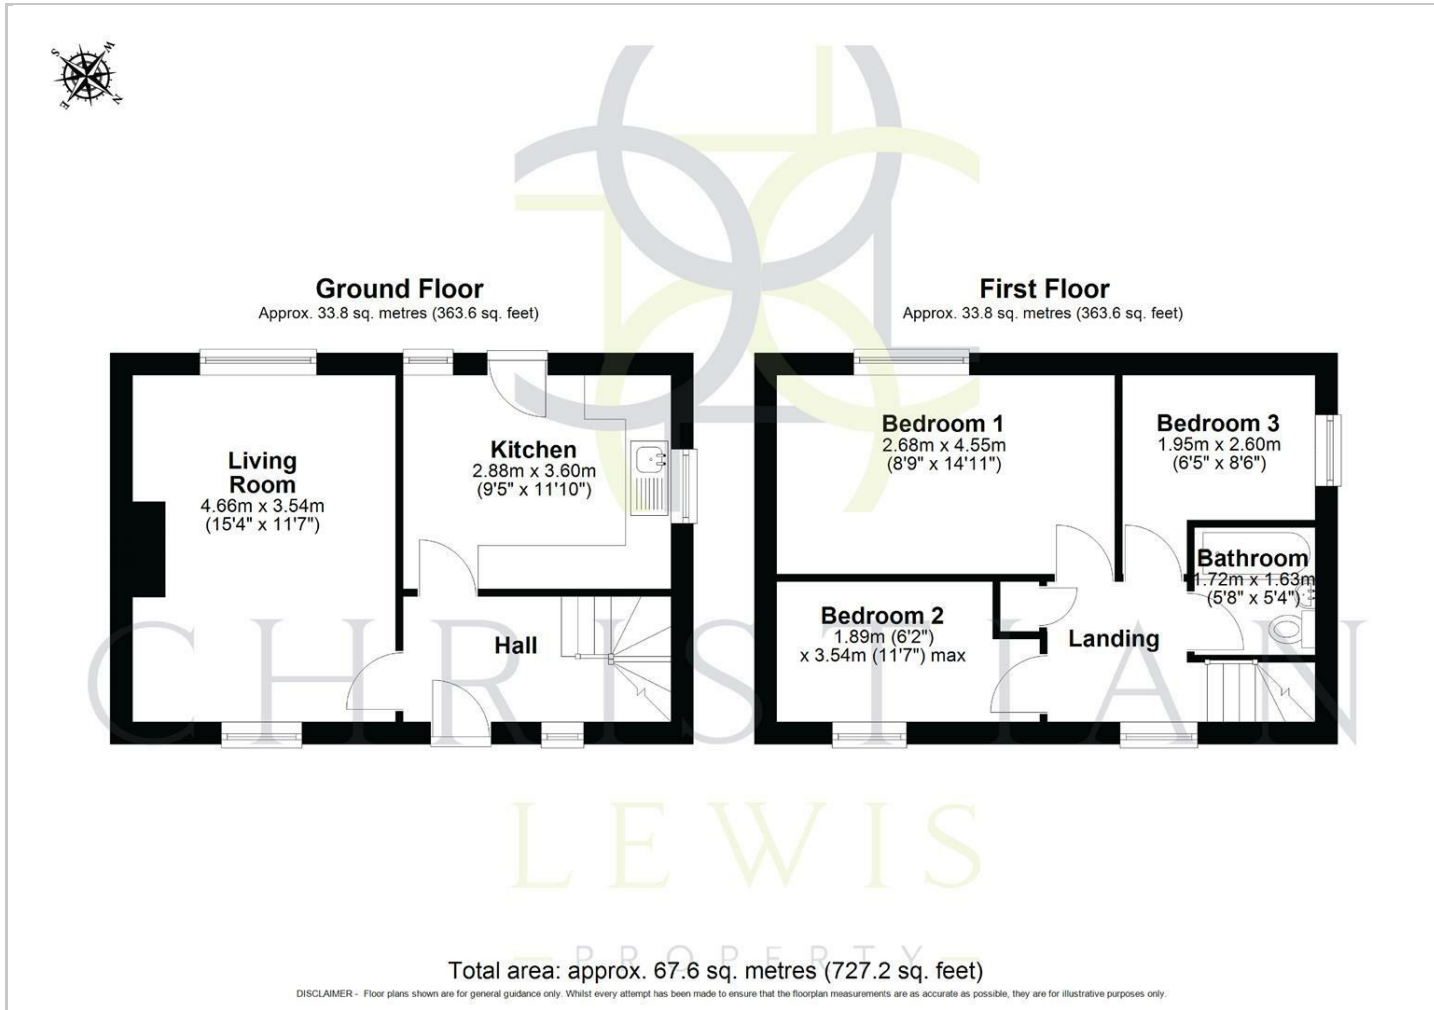 S
W
E
N
Ground Floor
Approx. 33.8 sq. metres (363.6 sq. feet)
Living
Room
4.66m x 3.54m
(15'4" x 11'7")
Kitchen
2.88m x 3.60m
(9'5" x 11'10")
Hall
First Floor
Approx. 33.8 sq. metres (363.6 sq. feet)
Bedroom 1
2.68m x 4.55m
(8'9" x 14'11")
Bedroom 3
1.95m x 2.60m
(6'5" x 8'6")
Bathroom
1.72m x 1.63m
(5'8" x 5'4")
Bedroom 2
1.89m (6'2")
x 3.54m (11'7") max
Landing
CHRISTIAN
LEWIS
PROPERTY
Total area: approx. 67.6 sq. metres (727.2 sq. feet)
DISCLAIMER - Floor plans shown are for general guidance only. Whilst every attempt has been made to ensure that the floorplan measurements are as accurate as possible, they are for illustrative purposes only.